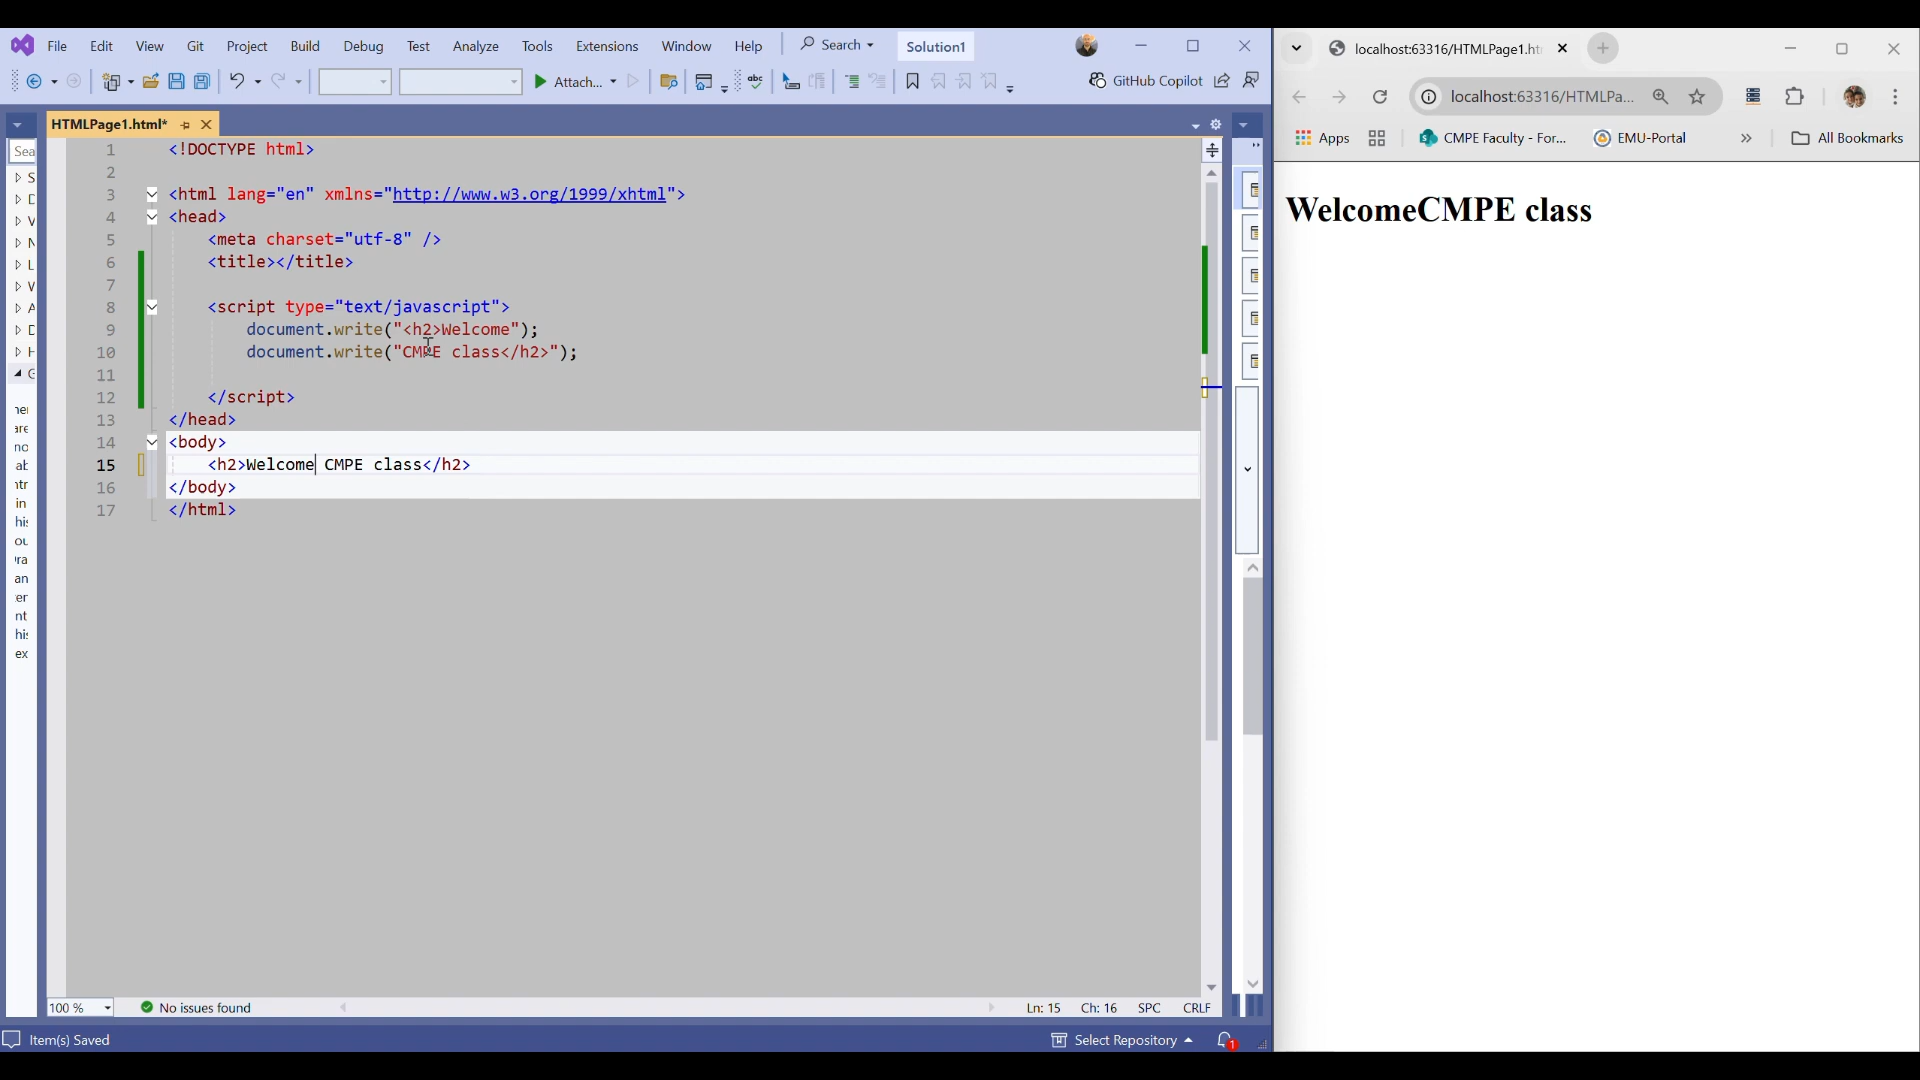 File Edit View Git Project Build Debug Test Analyze Tools Extensions Window Help Search Solution1
Attach... abc GitHub Copilot
HTMLPage1.html*
Sea
1 <!DOCTYPE html>
2
3 <html lang="en" xmlns="http://www.w3.org/1999/xhtml">
4 <head>
5 <meta charset="utf-8" />
6 <title></title>
7
8 <script type="text/javascript">
9 document.write("<h2>Welcome");
10 document.write("CMPE class</h2>");
11
12 </script>
13 </head>
14 <body>
15 <h2>Welcome CMPE class</h2>
16 </body>
17 </html>
100 % No issues found Ln: 15 Ch: 16 SPC CRLF
Item(s) Saved Select Repository 1
localhost:63316/HTMLPage1.ht
localhost:63316/HTMLPa...
Apps CMPE Faculty - For... EMU-Portal » All Bookmarks
WelcomeCMPE class